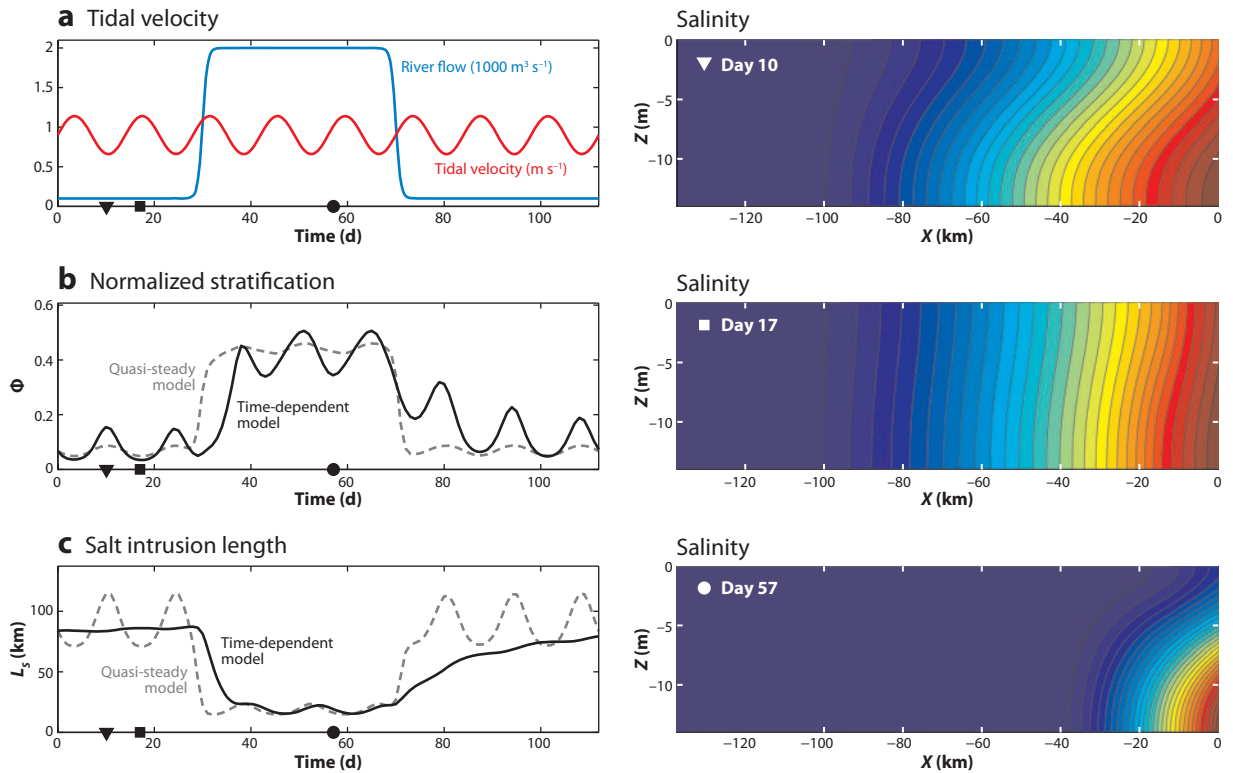 a Tidal velocity
2
1.5
1
0.5
0
River flow (1000 m³ s⁻¹)
Tidal velocity (m s⁻¹)
0 20 40 60 80 100
Time (d)
Salinity
Day 10
0
−5
−10
Z (m)
−120 −100 −80 −60 −40 −20 0
X (km)
b Normalized stratification
0.6
0.4
0.2
0
Φ
Quasi-steady
model
Time-dependent
model
0 20 40 60 80 100
Time (d)
Salinity
Day 17
0
−5
−10
Z (m)
−120 −100 −80 −60 −40 −20 0
X (km)
c Salt intrusion length
100
50
0
Lₛ (km)
Time-dependent
model
Quasi-steady
model
0 20 40 60 80 100
Time (d)
Salinity
Day 57
0
−5
−10
Z (m)
−120 −100 −80 −60 −40 −20 0
X (km)